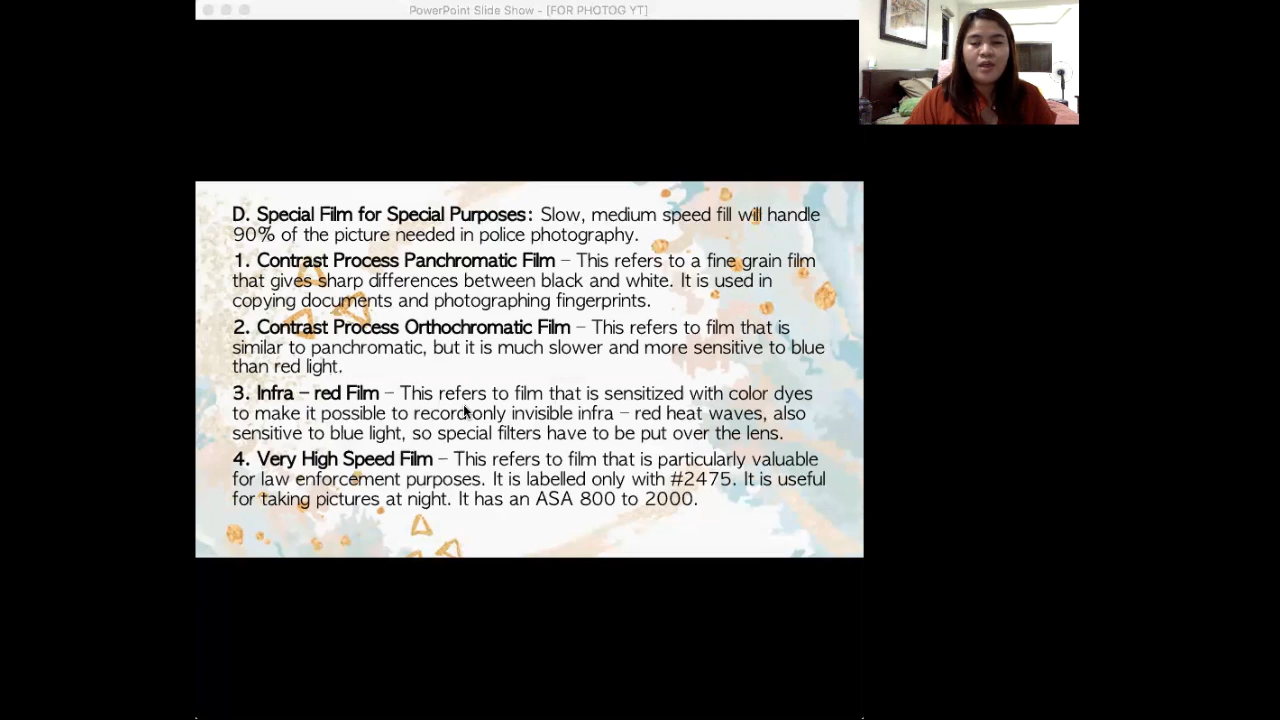 PowerPoint Slide Show - [FOR PHOTOG YT]
D. Special Film for Special Purposes: Slow, medium speed fill will handle
90% of the picture needed in police photography.
1. Contrast Process Panchromatic Film – This refers to a fine grain film
that gives sharp differences between black and white. It is used in
copying documents and photographing fingerprints.
2. Contrast Process Orthochromatic Film – This refers to film that is
similar to panchromatic, but it is much slower and more sensitive to blue
than red light.
3. Infra – red Film – This refers to film that is sensitized with color dyes
to make it possible to record only invisible infra – red heat waves, also
sensitive to blue light, so special filters have to be put over the lens.
4. Very High Speed Film – This refers to film that is particularly valuable
for law enforcement purposes. It is labelled only with #2475. It is useful
for taking pictures at night. It has an ASA 800 to 2000.